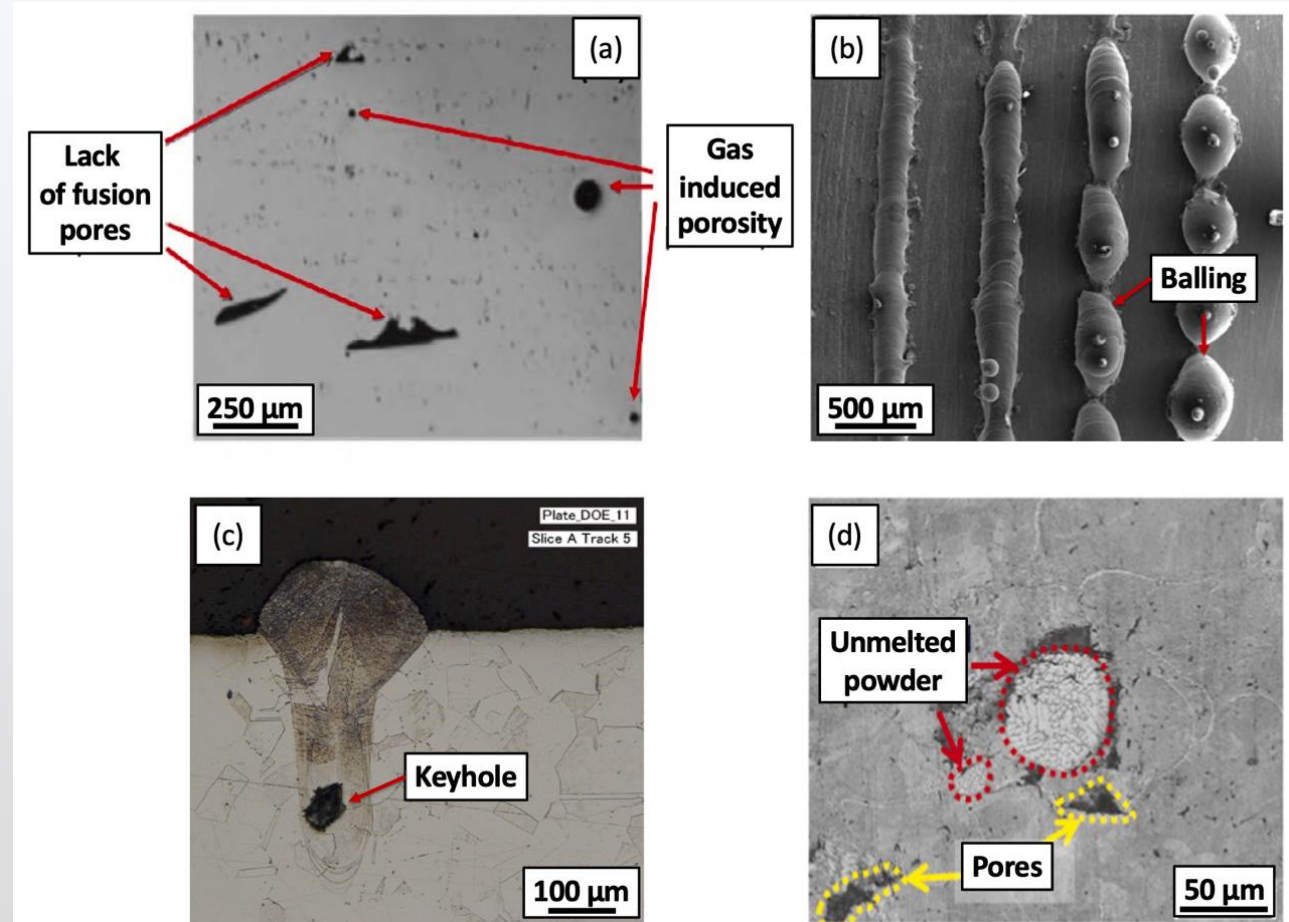 (a)
Lack
of fusion
pores
Gas
induced
porosity
250 μm
(b)
Balling
500 μm
(c)
Plate_DOE_11
Slice A Track 5
Keyhole
100 μm
(d)
Unmelted
powder
Pores
50 μm